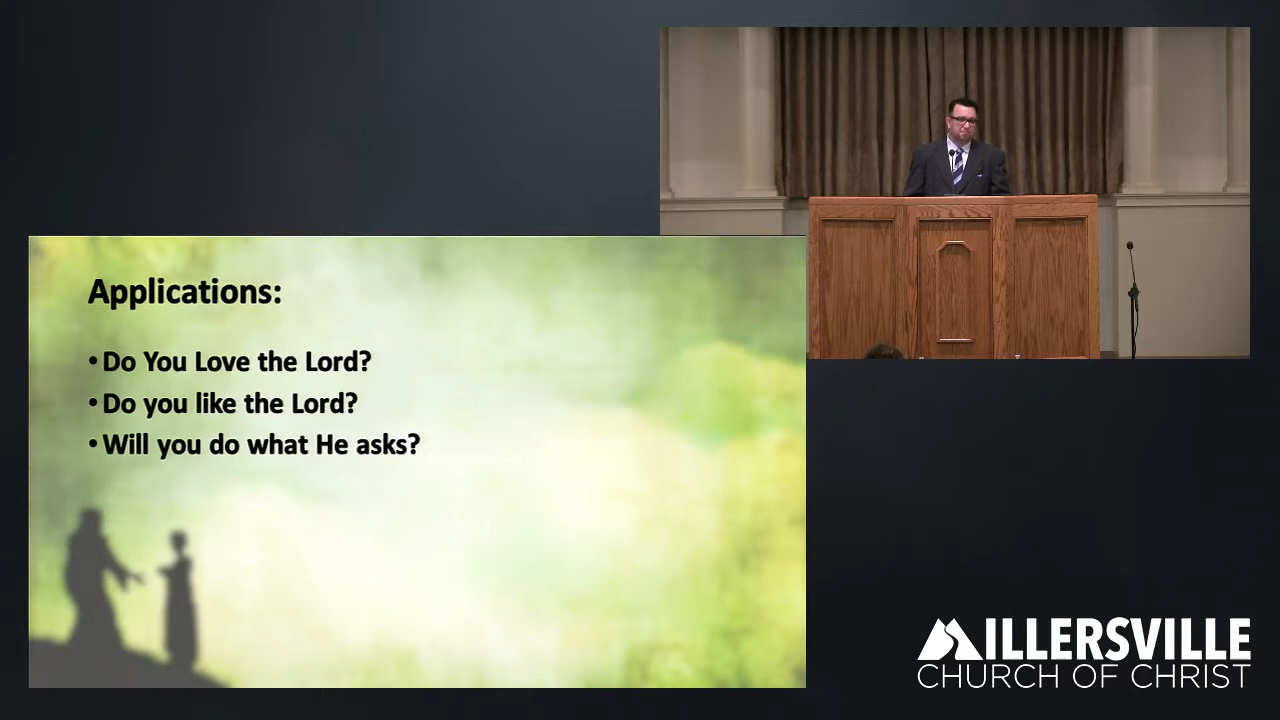 Applications:
• Do You Love the Lord?
• Do you like the Lord?
• Will you do what He asks?
MILLERSVILLE
CHURCH OF CHRIST